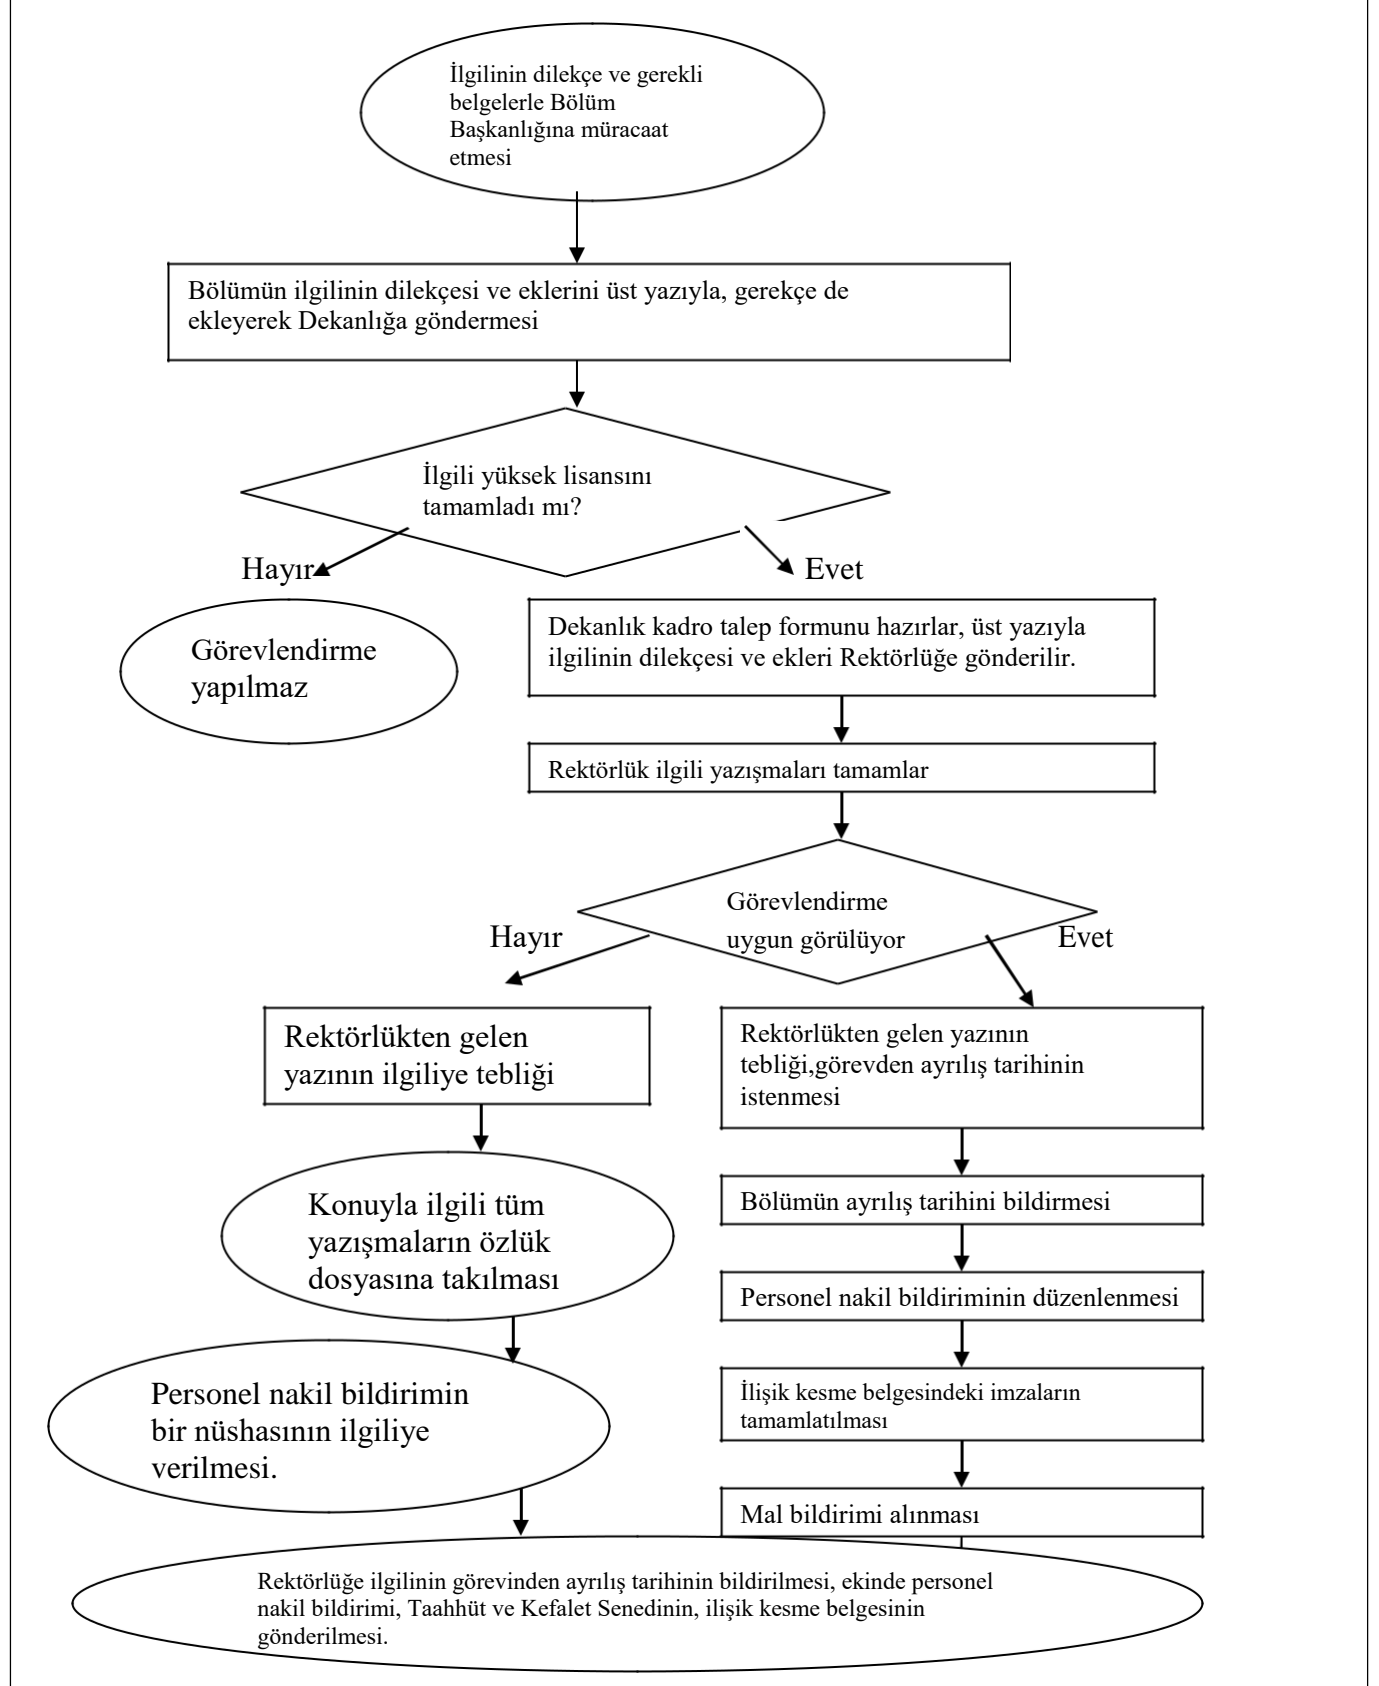 İlgilinin dilekçe ve gerekli
belgelerle Bölüm
Başkanlığına müracaat
etmesi
Bölümün ilgilinin dilekçesi ve eklerini üst yazıyla, gerekçe de
ekleyerek Dekanlığa göndermesi
İlgili yüksek lisansını
tamamladı mı?
Hayır
Evet
Görevlendirme
yapılmaz
Dekanlık kadro talep formunu hazırlar, üst yazıyla
ilgilinin dilekçesi ve ekleri Rektörlüğe gönderilir.
Rektörlük ilgili yazışmaları tamamlar
Görevlendirme
uygun görülüyor
Hayır
Evet
Rektörlükten gelen
yazının ilgiliye tebliği
Rektörlükten gelen yazının
tebliği,görevden ayrılış tarihinin
istenmesi
Konuyla ilgili tüm
yazışmaların özlük
dosyasına takılması
Bölümün ayrılış tarihini bildirmesi
Personel nakil bildiriminin düzenlenmesi
Personel nakil bildirimin
bir nüshasının ilgiliye
verilmesi.
İlişik kesme belgesindeki imzaların
tamamlatılması
Mal bildirimi alınması
Rektörlüğe ilgilinin görevinden ayrılış tarihinin bildirilmesi, ekinde personel
nakil bildirimi, Taahhüt ve Kefalet Senedinin, ilişik kesme belgesinin
gönderilmesi.